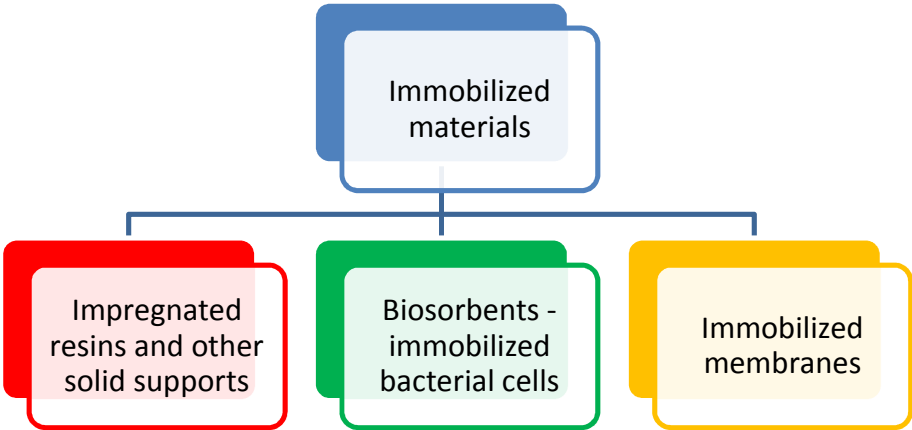 Immobilized
materials
Impregnated
resins and other
solid supports
Biosorbents -
immobilized
bacterial cells
Immobilized
membranes